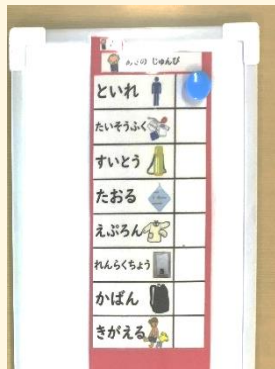 あさの じゅんび
といれ
たいそうふく
すいとう
たおる
えぷろん
れんらくちょう
かばん
きがえる